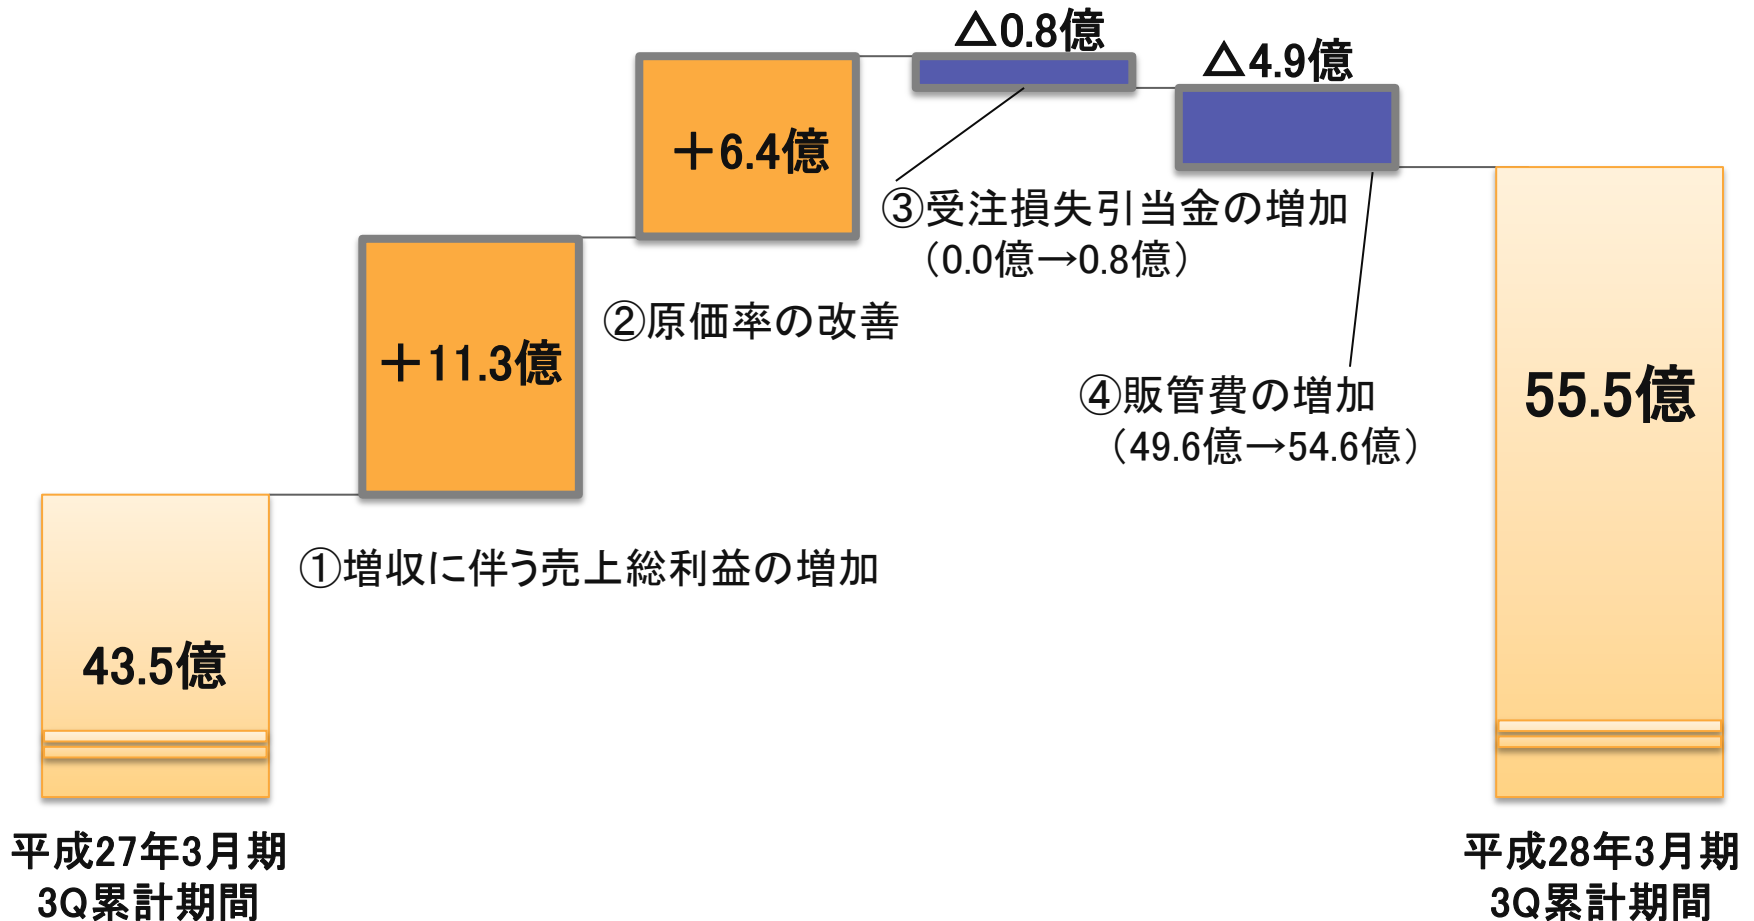 △0.8億
△4.9億
＋6.4億
③受注損失引当金の増加
（0.0億→0.8億）
②原価率の改善
＋11.3億
④販管費の増加
（49.6億→54.6億）
55.5億
①増収に伴う売上総利益の増加
43.5億
平成27年3月期
3Q累計期間
平成28年3月期
3Q累計期間